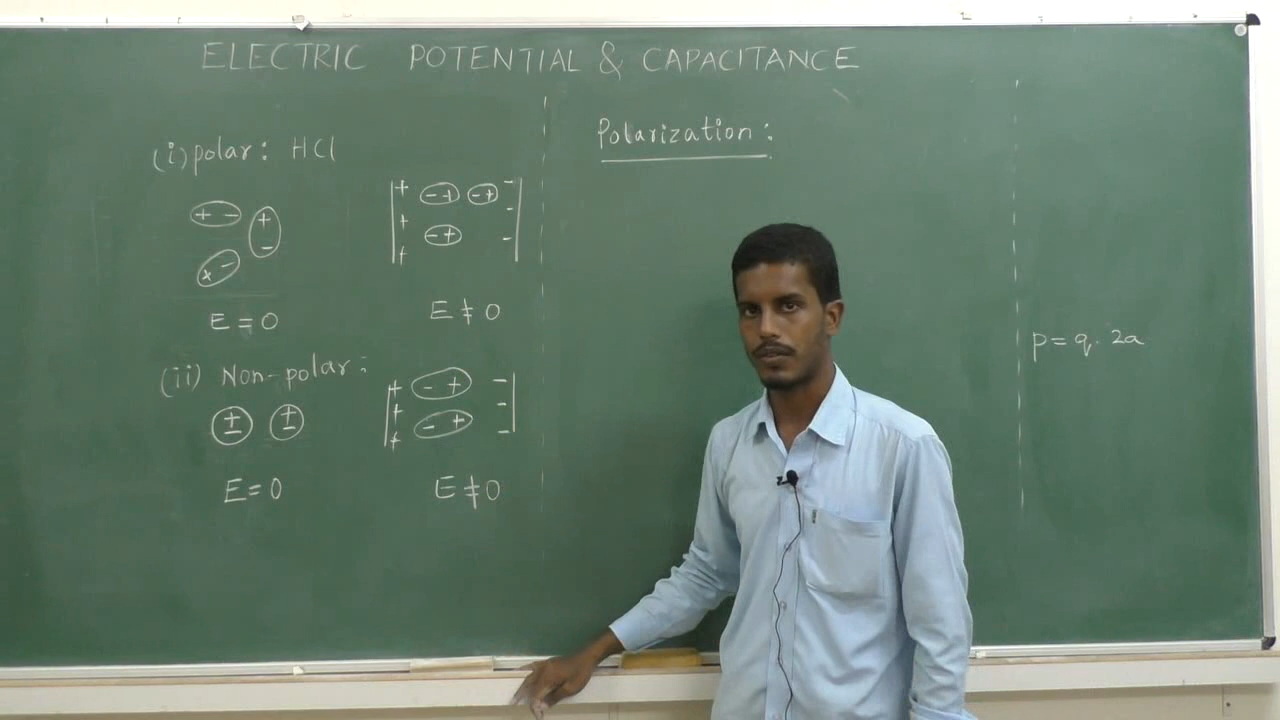 ELECTRIC POTENTIAL & CAPACITANCE
(i) polar: HCl
+ -
+
-
+ -
+ - + - + -
+ -
+ - + -
+ -
E = 0
E ≠ 0
(ii) Non-polar:
± ±
+ - + -
+ -
+ - + -
+ -
E = 0
E ≠ 0
Polarization:
p = q. 2a